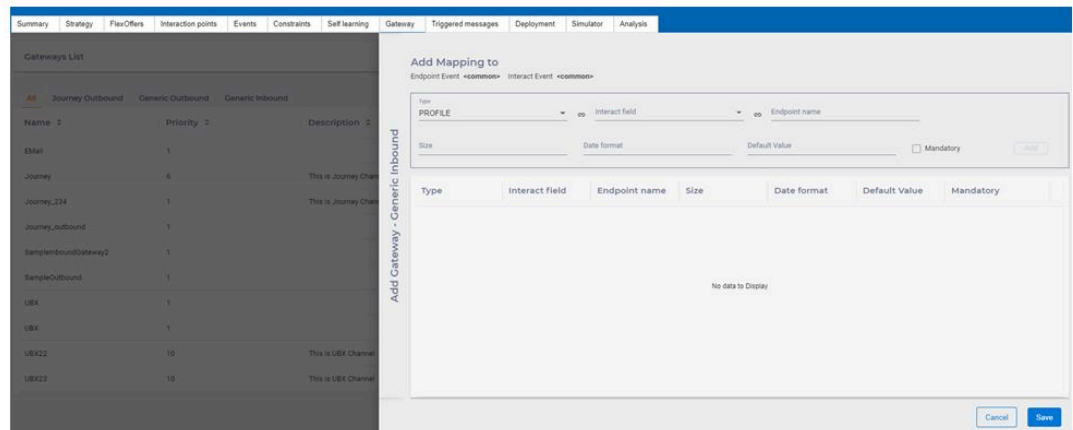 Summary Strategy FlexOffers Interaction points Events Constraints Self learning Gateway Triggered messages Deployment Simulator Analysis
Gateways List
All Journey Outbound Generic Outbound Generic Inbound
Name Priority Description
EMail 1
Journey 6 This is Journey Chan
Journey_234 1 This is Journey Chan
Journey_outbound 1
SampleInboundGateway2 1
SampleOutbound 1
UBX 1
UBX 1
UBX22 10 This is UBX Channel
UBX23 10 This is UBX Channel
Add Gateway - Generic Inbound
Add Mapping to
Endpoint Event <common> Interact Event <common>
Type
PROFILE Interact field Endpoint name
Size Date format Default Value Mandatory Add
Type Interact field Endpoint name Size Date format Default Value Mandatory
No data to Display
Cancel Save